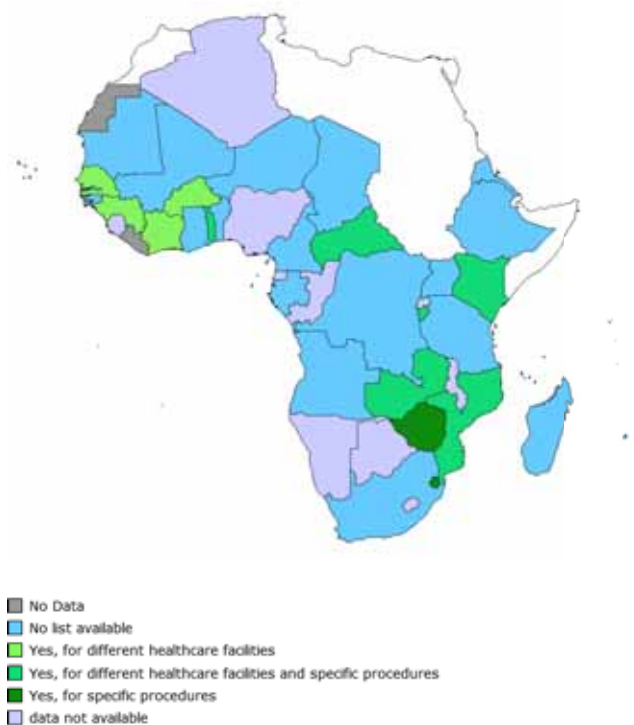 No Data
No list available
Yes, for different healthcare facilities
Yes, for different healthcare facilities and specific procedures
Yes, for specific procedures
data not available